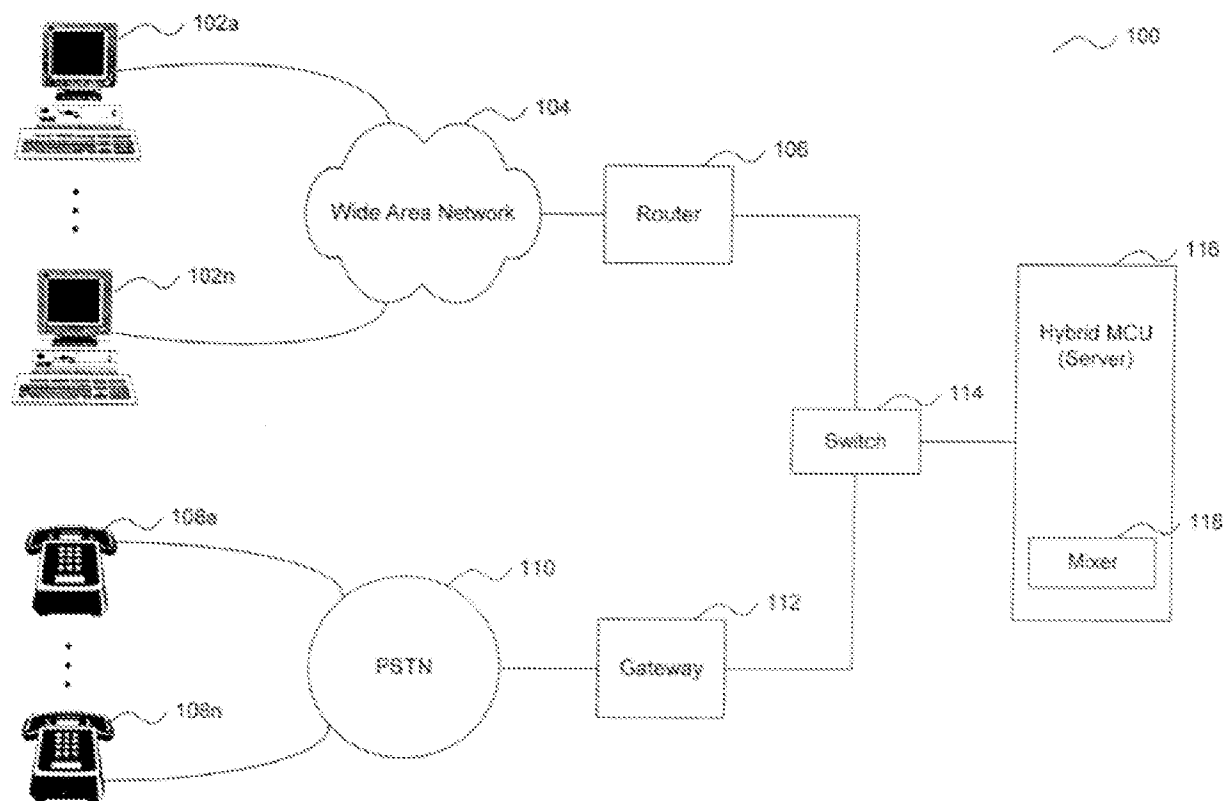 102a
100
104
106
Wide Area Network
Router
102n
116
Hybrid MCU
(Server)
114
Switch
108a
118
Mixer
110
112
PSTN
Gateway
108n